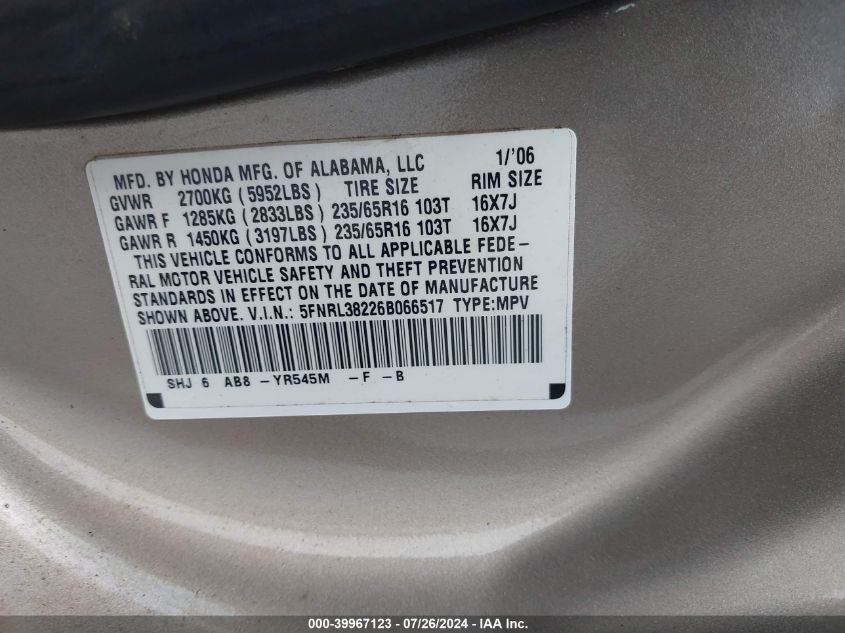 MFD. BY HONDA MFG. OF ALABAMA, LLC 1/'06
GVWR 2700KG (5952LBS) TIRE SIZE RIM SIZE
GAWR F 1285KG (2833LBS) 235/65R16 103T 16X7J
GAWR R 1450KG (3197LBS) 235/65R16 103T 16X7J
THIS VEHICLE CONFORMS TO ALL APPLICABLE FEDE-
RAL MOTOR VEHICLE SAFETY AND THEFT PREVENTION
STANDARDS IN EFFECT ON THE DATE OF MANUFACTURE
SHOWN ABOVE. V.I.N.: 5FNRL38226B066517 TYPE:MPV
SHJ 6 AB8 -YR545M -F -B
000-39967123 - 07/26/2024 - IAA Inc.